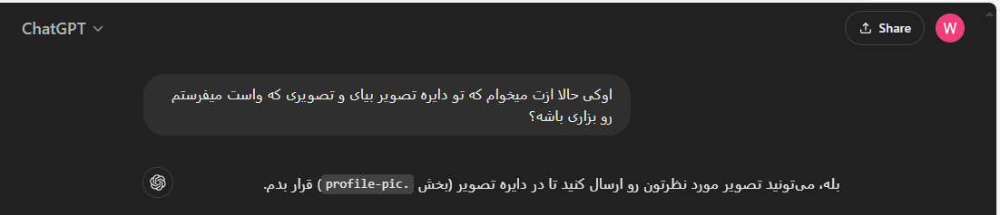 ChatGPT
Share
W
اوکی حالا ازت میخوام که تو دایره تصویر بیای و تصویری که واست میفرستم
رو بزاری باشه؟
بله، می‌تونید تصویر مورد نظرتون رو ارسال کنید تا در دایره تصویر (بخش .profile-pic) قرار بدم.